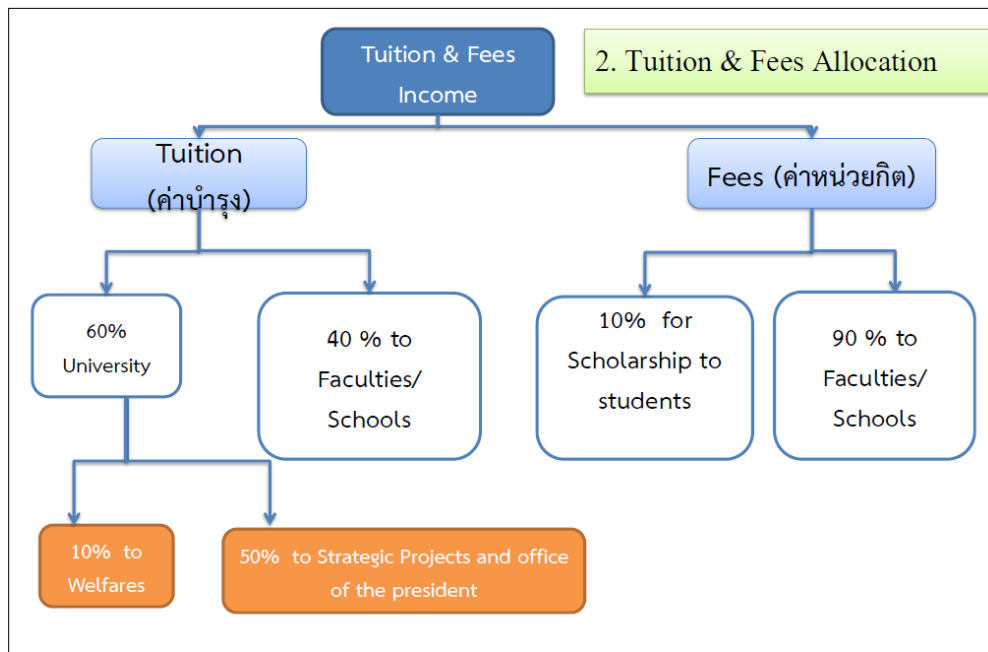 Tuition & Fees
Income
2. Tuition & Fees Allocation
Tuition
(ค่าบำรุง)
Fees (ค่าหน่วยกิต)
60%
University
40 % to
Faculties/
Schools
10% for
Scholarship to
students
90 % to
Faculties/
Schools
10% to
Welfares
50% to Strategic Projects and office
of the president